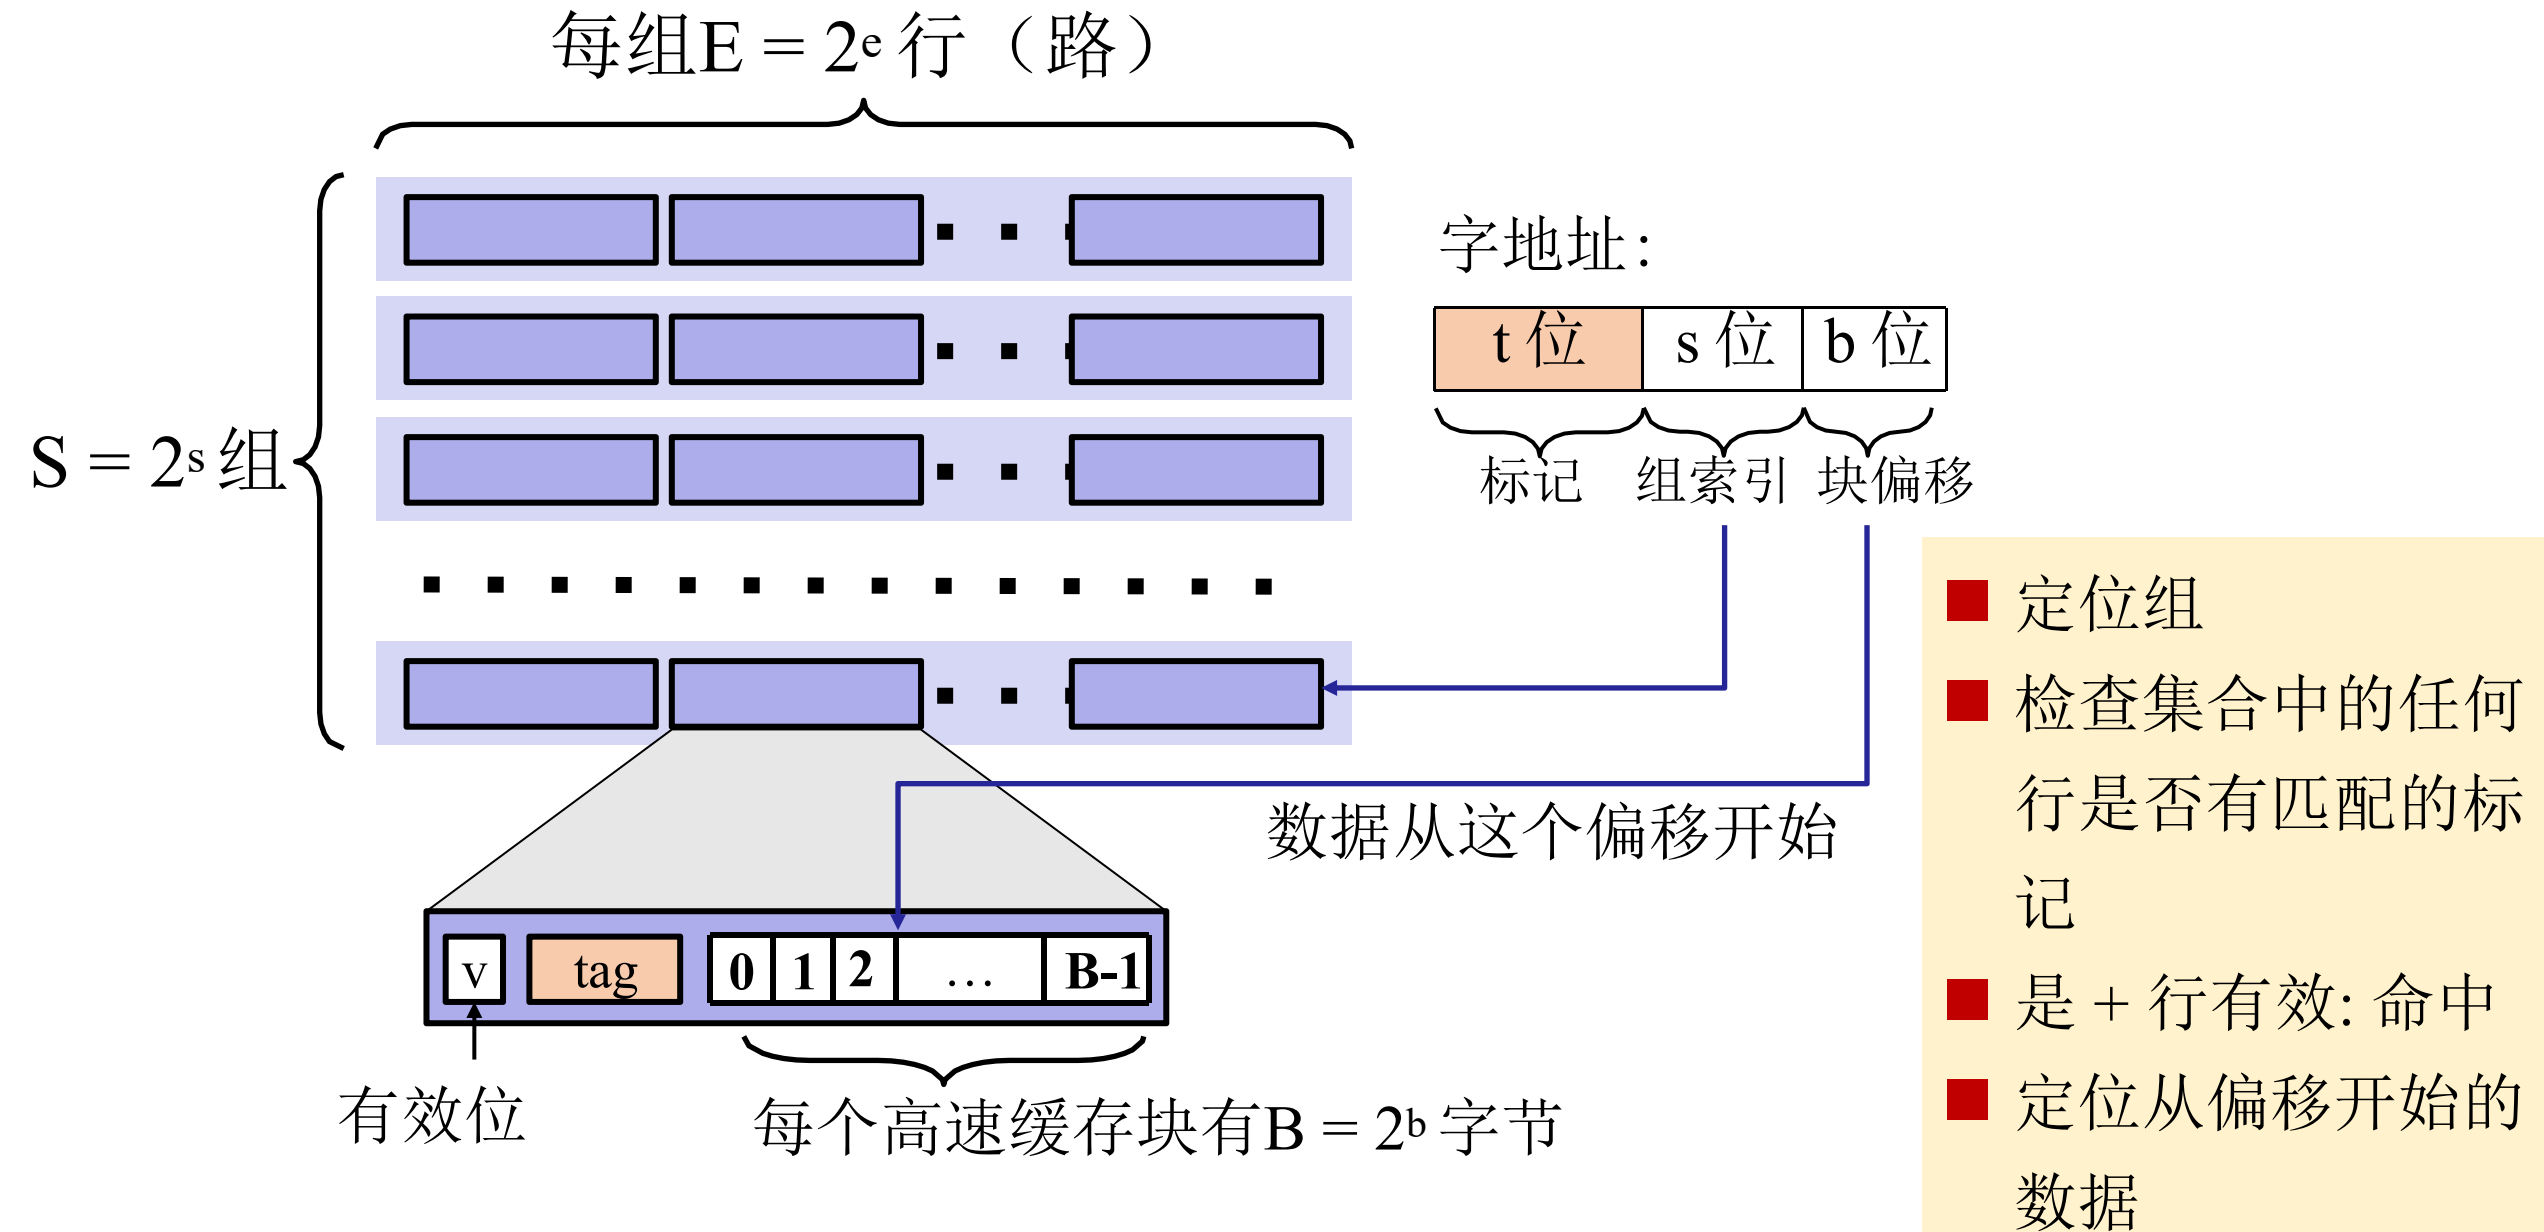 每组E = 2e 行（路）
S = 2s 组
字地址:
t 位 s 位 b 位
标记 组索引 块偏移
数据从这个偏移开始
v tag 0 1 2 … B-1
有效位
每个高速缓存块有B = 2b 字节
定位组
检查集合中的任何
行是否有匹配的标
记
是 + 行有效: 命中
定位从偏移开始的
数据